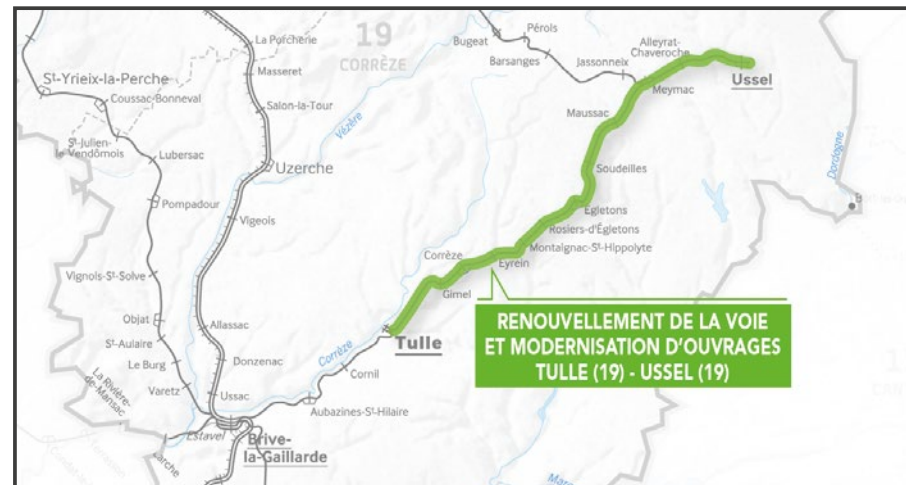 19
CORRÈZE
La Porcherie
Bugeat
Pérols
Barsanges
Jassonneix
Alleyrat-
Chaveroche
Ussel
Meymac
St-Yrieix-la-Perche
Masseret
Coussac-Bonneval
Salon-la-Tour
Vézère
Maussac
St-Julien-
le-Vendômois
Lubersac
Uzerche
Soudeilles
Dordogne
Pompadour
Vigeois
Égletons
Rosiers-d'Égletons
Montaignac-St-Hippolyte
Corrèze
Eyrein
Vignols-St-Solve
Gimel
Objat
Allassac
Tulle
RENOUVELLEMENT DE LA VOIE
ET MODERNISATION D'OUVRAGES
TULLE (19) - USSEL (19)
St-Aulaire
Corrèze
Le Burg
Donzenac
Cornil
Varetz
Ussac
La Rivière-
de-Mansac
Aubazines-St-Hilaire
Estavel
Brive-
la-Gaillarde
Larche